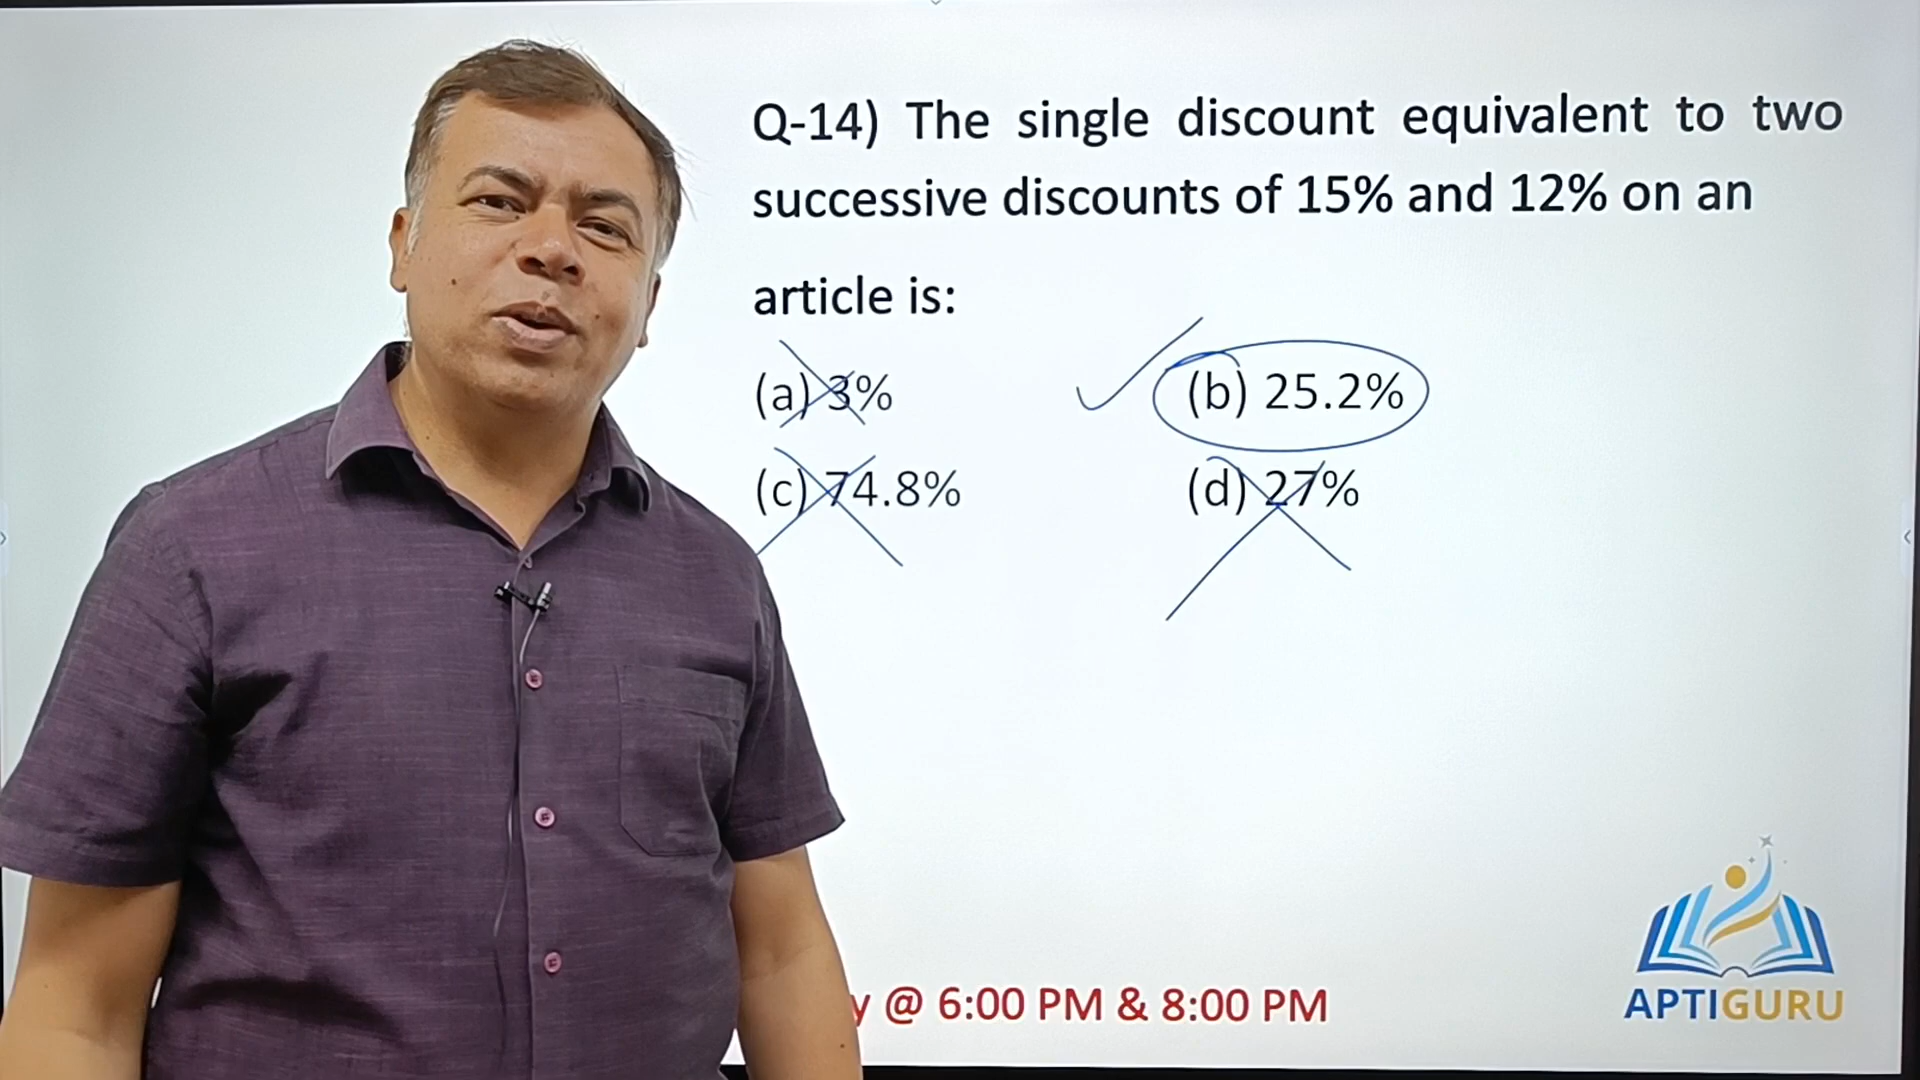 Q-14) The single discount equivalent to two
successive discounts of 15% and 12% on an
article is:
(a) 3%
(b) 25.2%
(c) 74.8%
(d) 27%
y @ 6:00 PM & 8:00 PM
APTIGURU